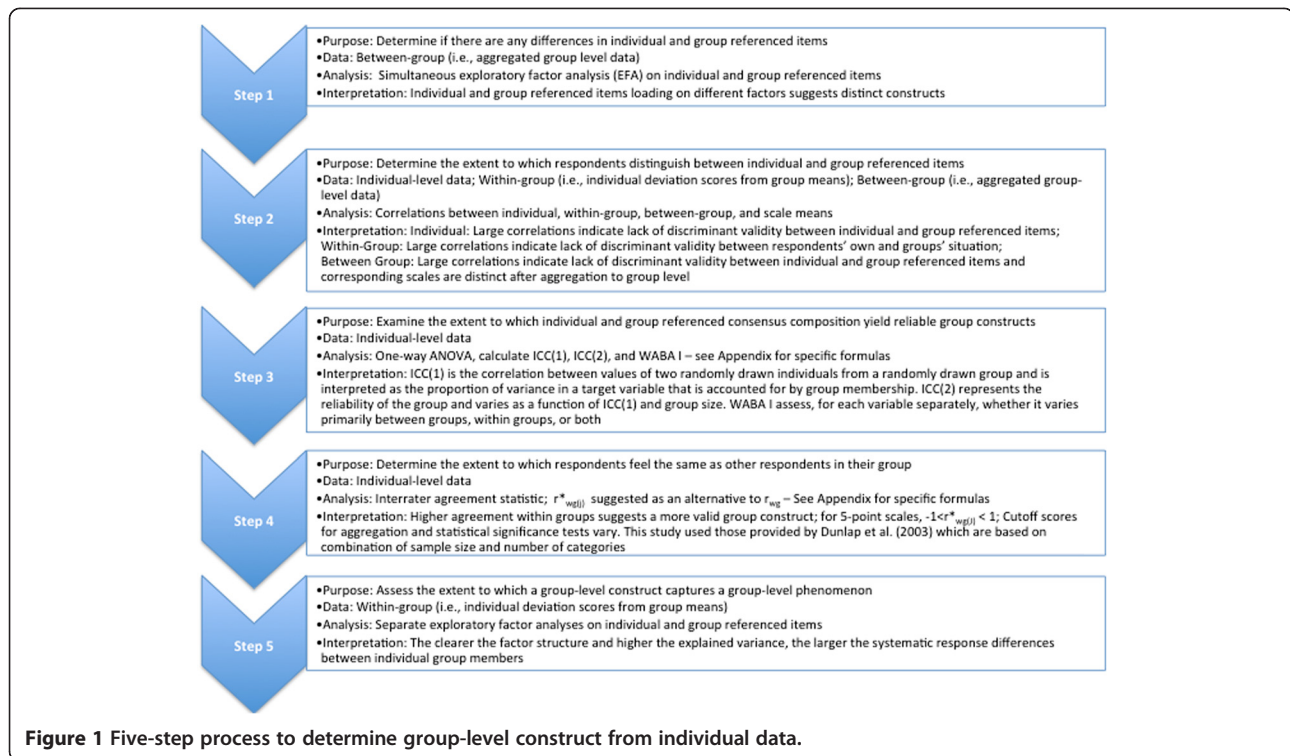 Step 1
•Purpose: Determine if there are any differences in individual and group referenced items
•Data: Between-group (i.e., aggregated group level data)
•Analysis:  Simultaneous exploratory factor analysis (EFA) on individual and group referenced items
•Interpretation: Individual and group referenced items loading on different factors suggests distinct constructs
Step 2
•Purpose: Determine the extent to which respondents distinguish between individual and group referenced items
•Data: Individual-level data; Within-group (i.e., individual deviation scores from group means); Between-group (i.e., aggregated group-
level data)
•Analysis: Correlations between individual, within-group, between-group, and scale means
•Interpretation: Individual: Large correlations indicate lack of discriminant validity between individual and group referenced items;
Within-Group: Large correlations indicate lack of discriminant validity between respondents' own and groups' situation;
Between Group: Large correlations indicate lack of discriminant validity between individual and group referenced items and
corresponding scales are distinct after aggregation to group level
Step 3
•Purpose: Examine the extent to which individual and group referenced consensus composition yield reliable group constructs
•Data: Individual-level data
•Analysis: One-way ANOVA, calculate ICC(1), ICC(2), and WABA I – see Appendix for specific formulas
•Interpretation: ICC(1) is the correlation between values of two randomly drawn individuals from a randomly drawn group and is
interpreted as the proportion of variance in a target variable that is accounted for by group membership. ICC(2) represents the
reliability of the group and varies as a function of ICC(1) and group size. WABA I assess, for each variable separately, whether it varies
primarily between groups, within groups, or both
Step 4
•Purpose: Determine the extent to which respondents feel the same as other respondents in their group
•Data: Individual-level data
•Analysis: Interrater agreement statistic;  r*wg(j)  suggested as an alternative to rwg – See Appendix for specific formulas
•Interpretation: Higher agreement within groups suggests a more valid group construct; for 5-point scales, -1<r*wg(J) < 1; Cutoff scores
for aggregation and statistical significance tests vary. This study used those provided by Dunlap et al. (2003) which are based on
combination of sample size and number of categories
Step 5
•Purpose: Assess the extent to which a group-level construct captures a group-level phenomenon
•Data: Within-group (i.e., individual deviation scores from group means)
•Analysis: Separate exploratory factor analyses on individual and group referenced items
•Interpretation: The clearer the factor structure and higher the explained variance, the larger the systematic response differences
between individual group members
Figure 1 Five-step process to determine group-level construct from individual data.